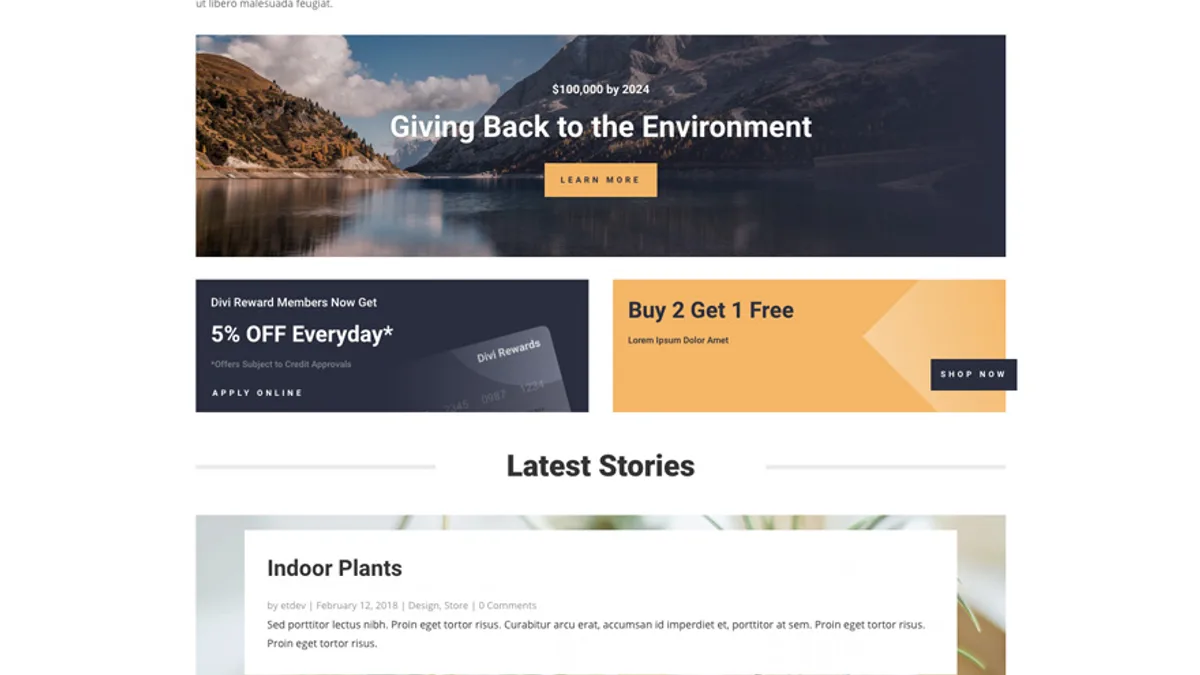 ut libero malesuada feugiat.
$100,000 by 2024
Giving Back to the Environment
LEARN MORE
Divi Reward Members Now Get
5% OFF Everyday*
*Offers Subject to Credit Approvals
APPLY ONLINE
Divi Rewards
2345 0987 1234
Buy 2 Get 1 Free
Lorem Ipsum Dolor Amet
SHOP NOW
Latest Stories
Indoor Plants
by etdev | February 12, 2018 | Design, Store | 0 Comments
Sed porttitor lectus nibh. Proin eget tortor risus. Curabitur arcu erat, accumsan id imperdiet et, porttitor at sem. Proin eget tortor risus.
Proin eget tortor risus.